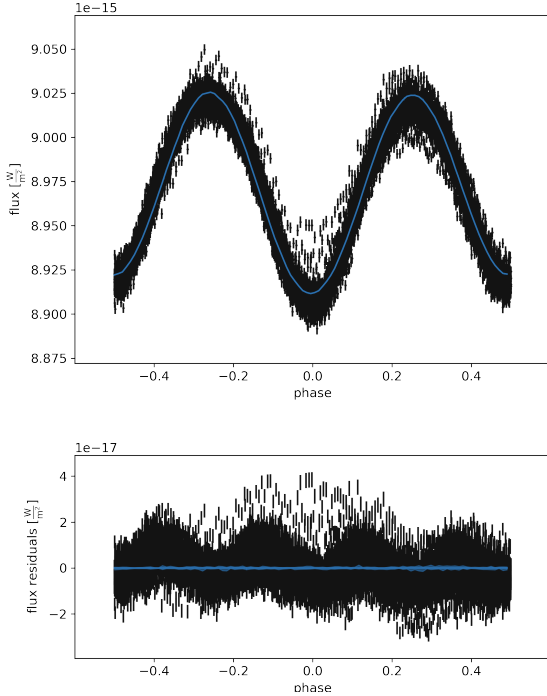 1e−15
9.050
9.025
9.000
8.975
8.950
8.925
8.900
8.875
flux [W/m²]
−0.4 −0.2 0.0 0.2 0.4
phase
1e−17
4
2
0
−2
flux residuals [W/m²]
−0.4 −0.2 0.0 0.2 0.4
phase